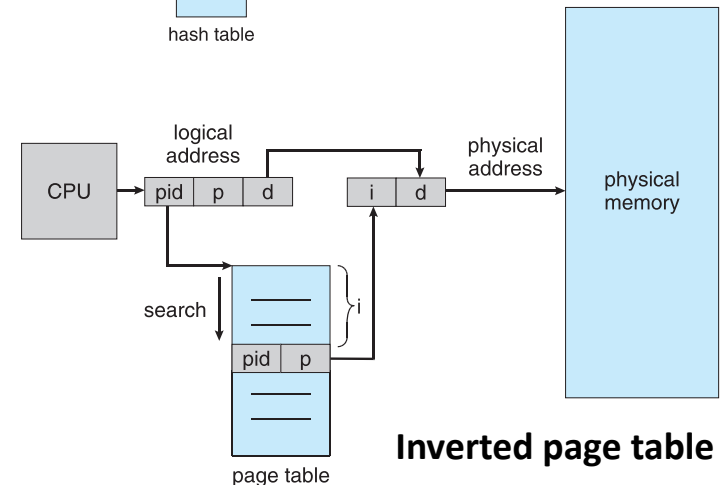 hash table
logical
address
physical
address
CPU
pid p d
i d
physical
memory
search
i
pid p
Inverted page table
page table